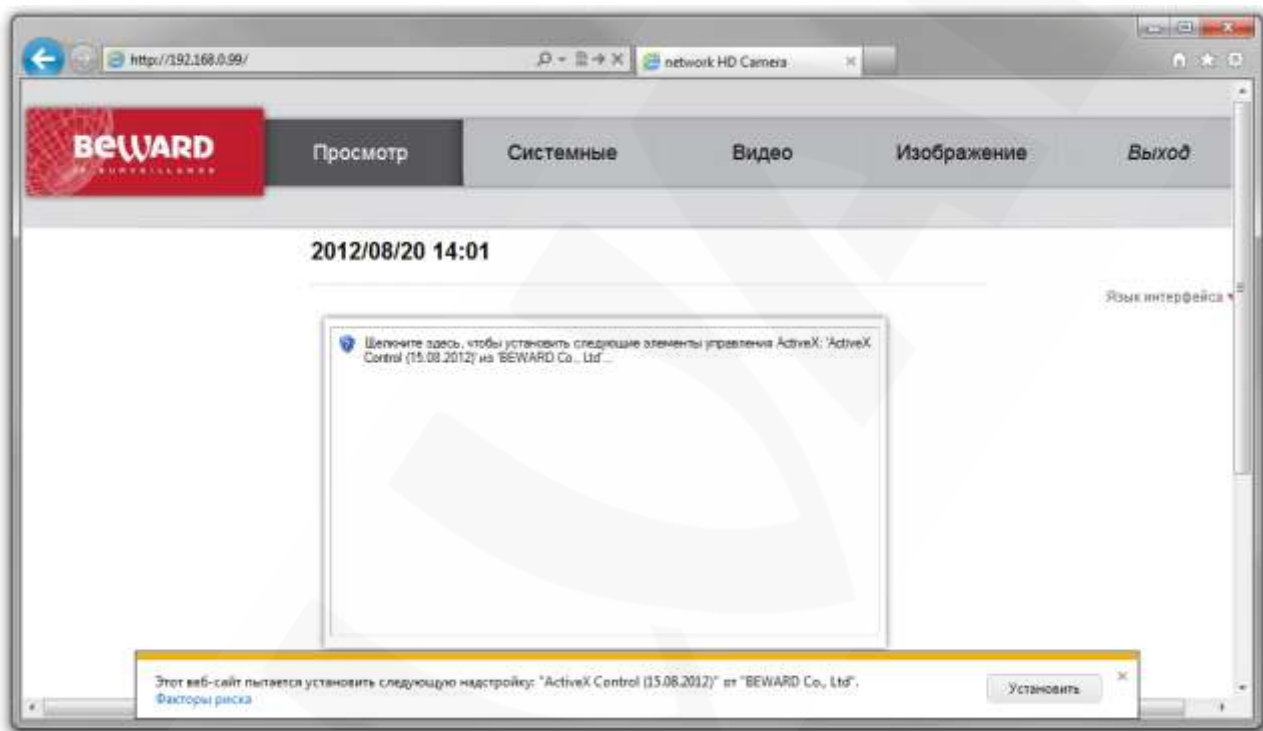 http://192.168.0.99/
network HD Camera
BEWARD
IP SURVEILLANCE
Просмотр
Системные
Видео
Изображение
Выход
2012/08/20 14:01
Язык интерфейса
Щелкните здесь, чтобы установить следующие элементы управления ActiveX: 'ActiveX
Control (15.08.2012)' из 'BEWARD Co., Ltd'...
Этот веб-сайт пытается установить следующую надстройку: "ActiveX Control (15.08.2012)" от "BEWARD Co., Ltd".
Факторы риска
Установить